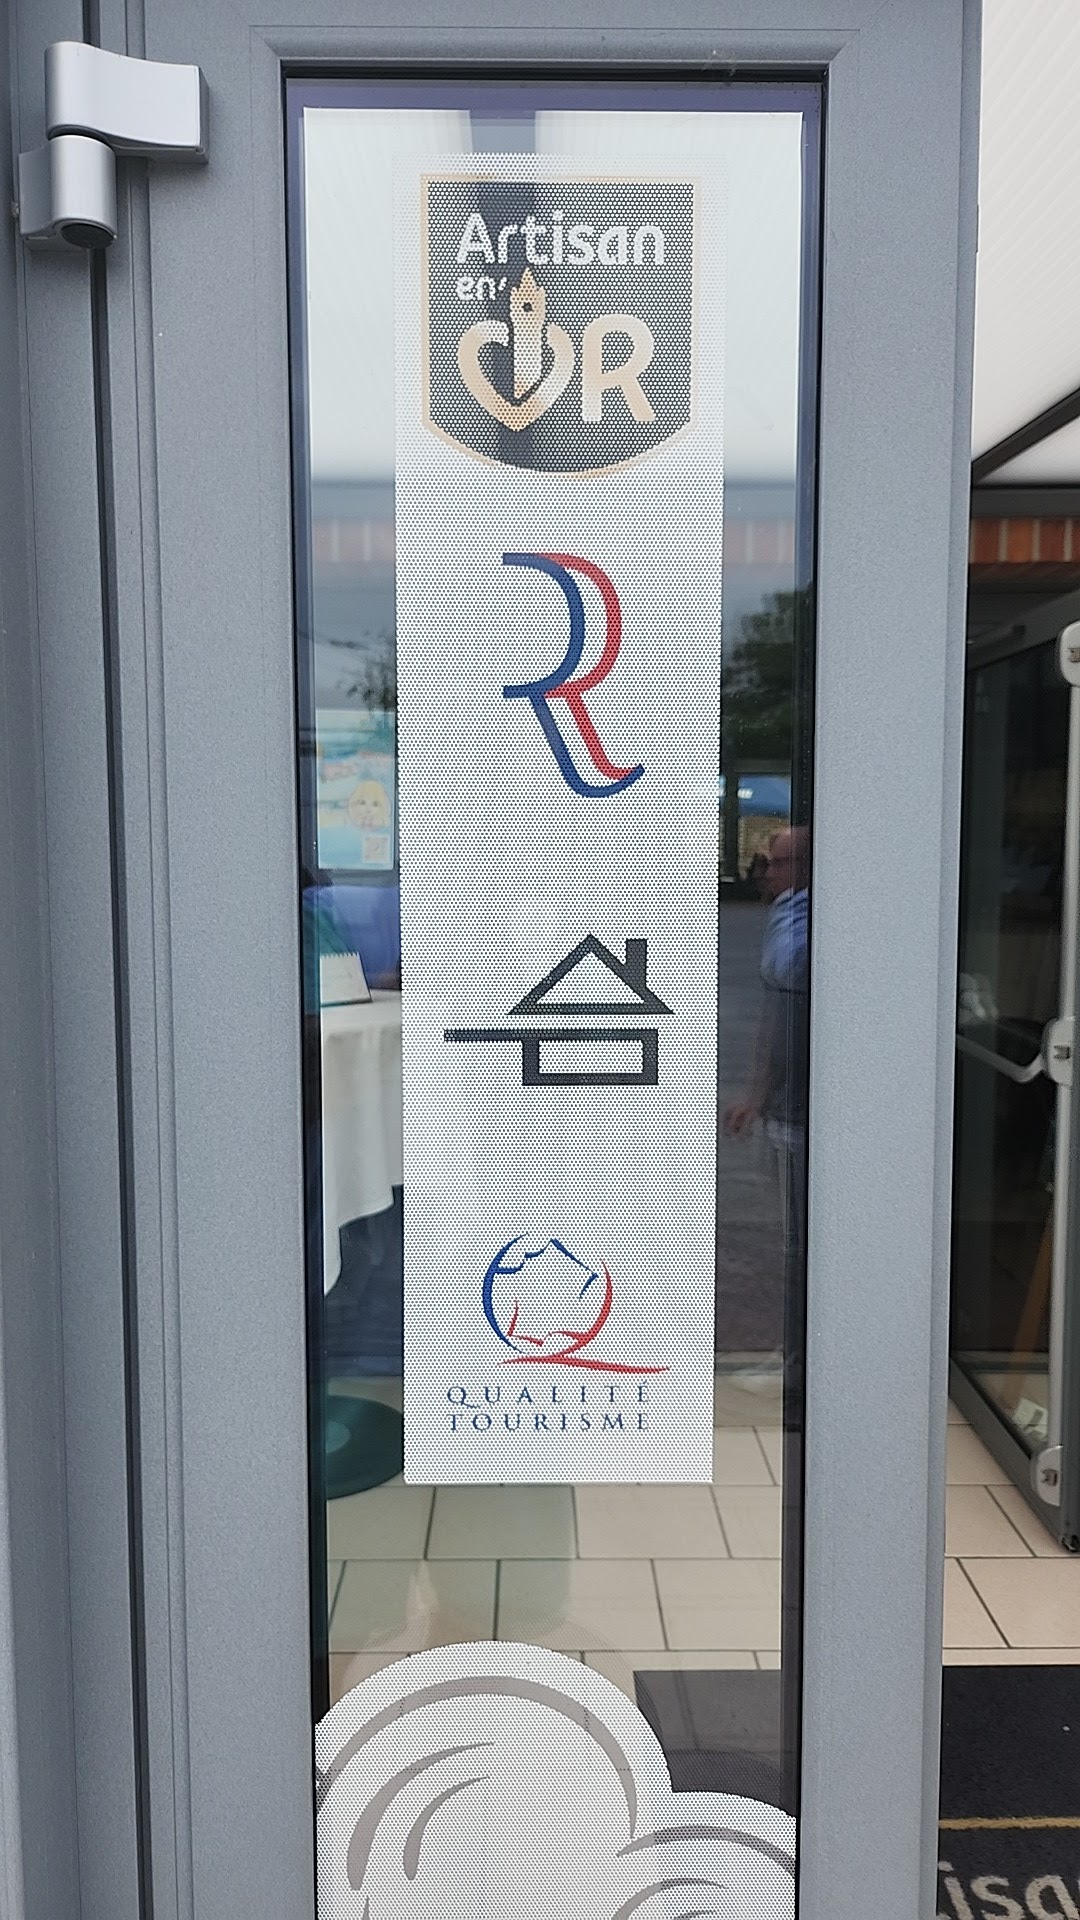 Artisan
en'
OR
R
QUALITÉ
TOURISME